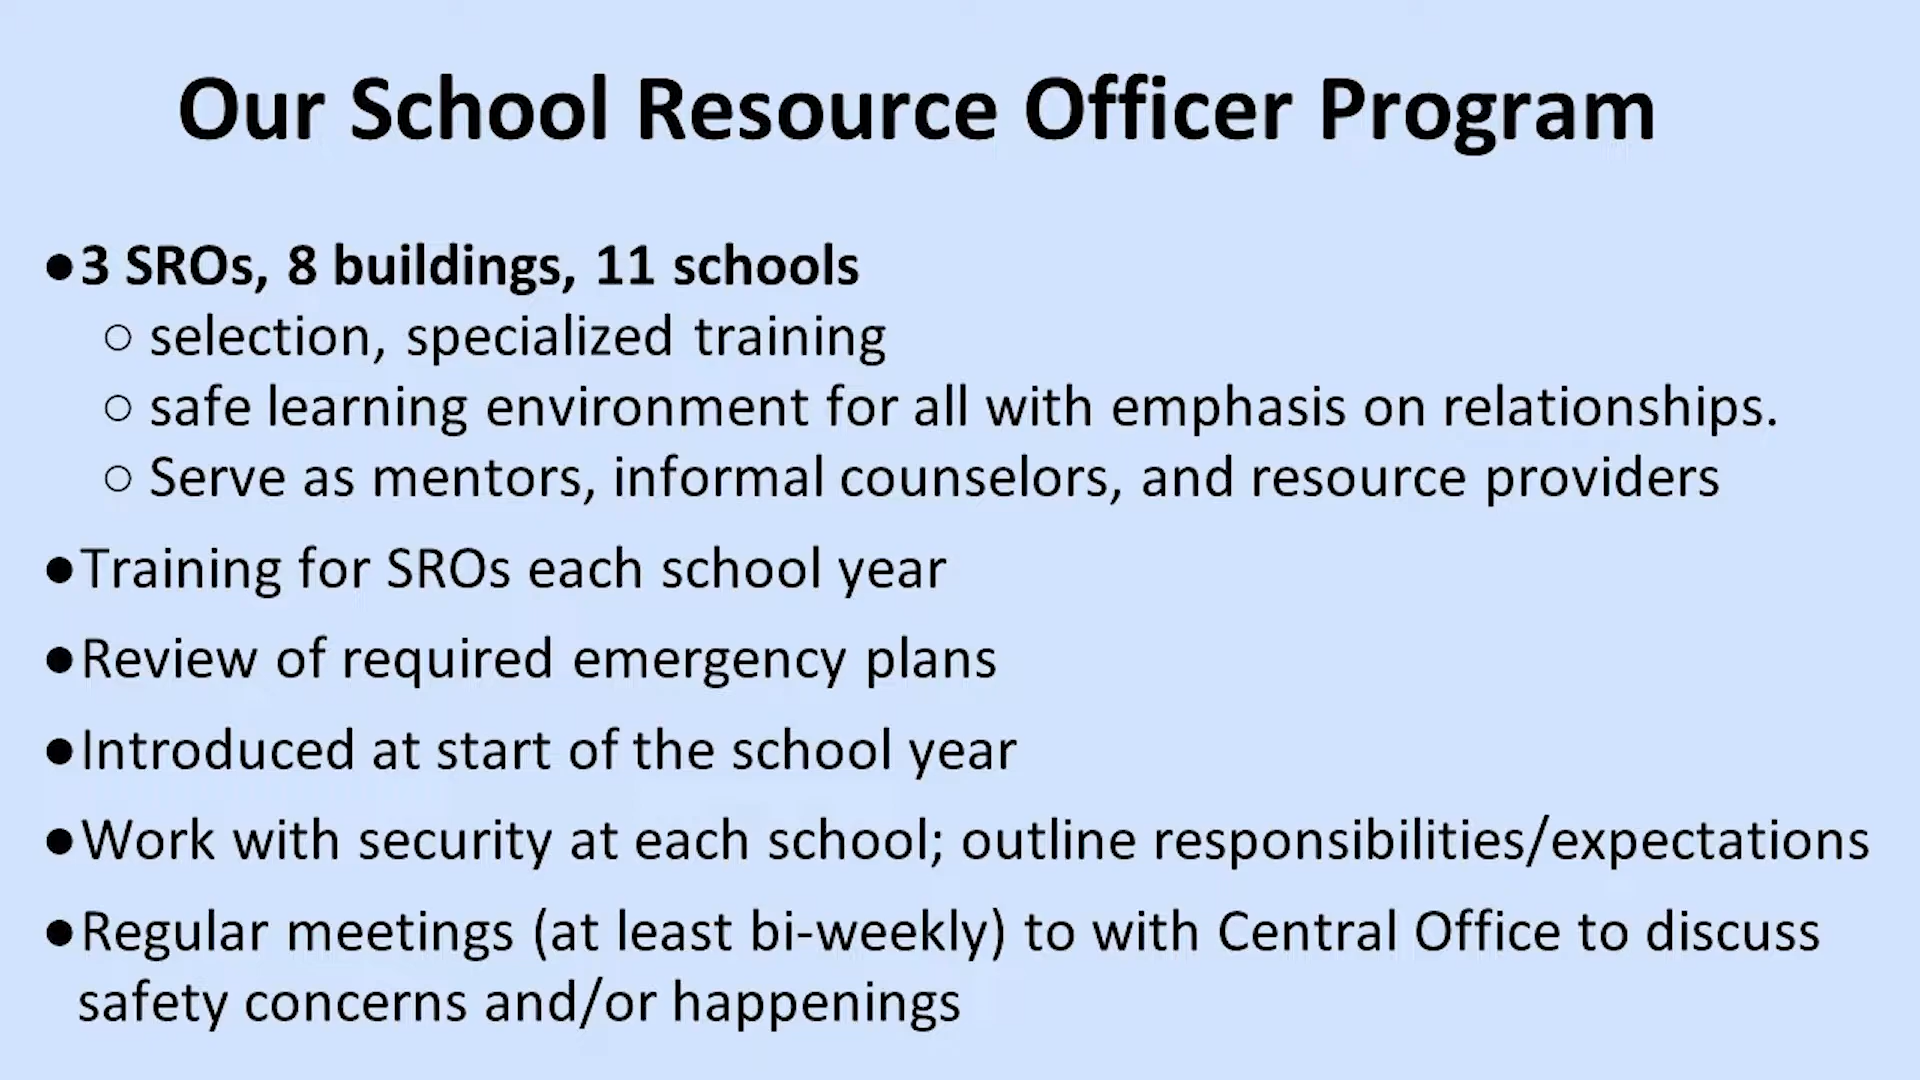 Our School Resource Officer Program
●3 SROs, 8 buildings, 11 schools
○ selection, specialized training
○ safe learning environment for all with emphasis on relationships.
○ Serve as mentors, informal counselors, and resource providers
●Training for SROs each school year
●Review of required emergency plans
●Introduced at start of the school year
●Work with security at each school; outline responsibilities/expectations
●Regular meetings (at least bi-weekly) to with Central Office to discuss
safety concerns and/or happenings